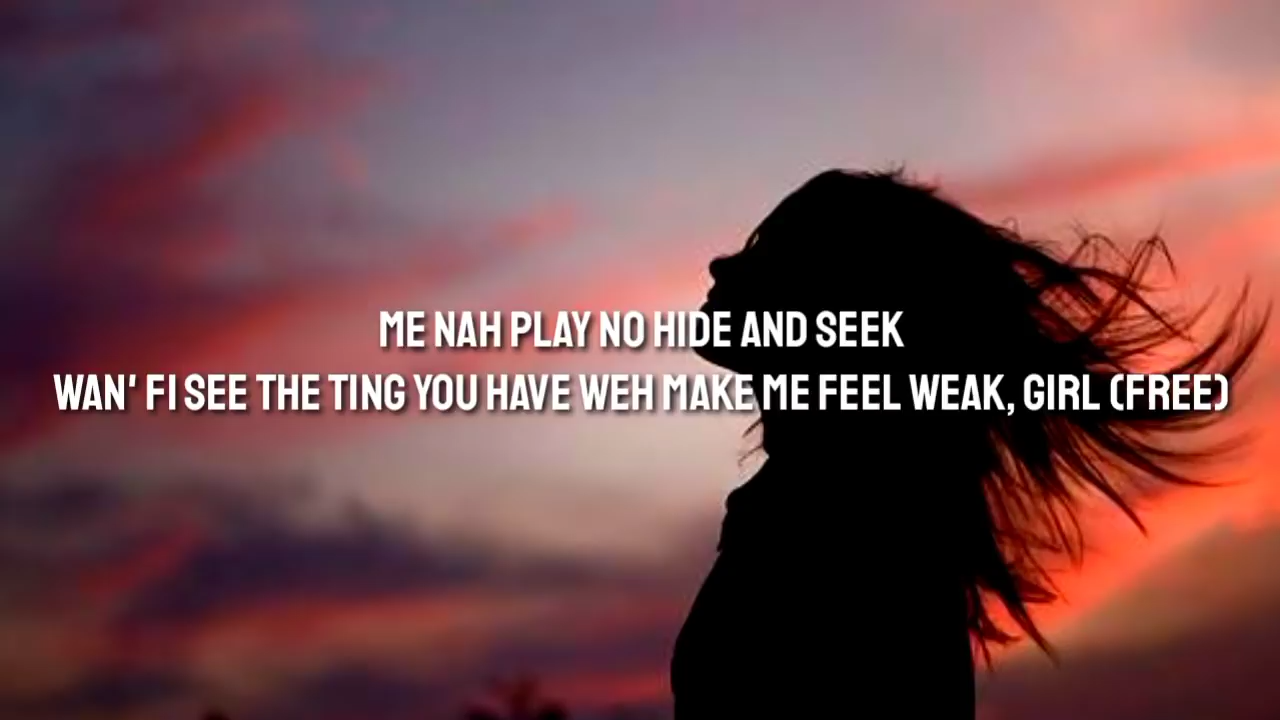 ME NAH PLAY NO HIDE AND SEEK
WAN' FI SEE THE TING YOU HAVE WEH MAKE ME FEEL WEAK, GIRL (FREE)